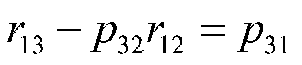 r₁₃ − p₃₂r₁₂ = p₃₁